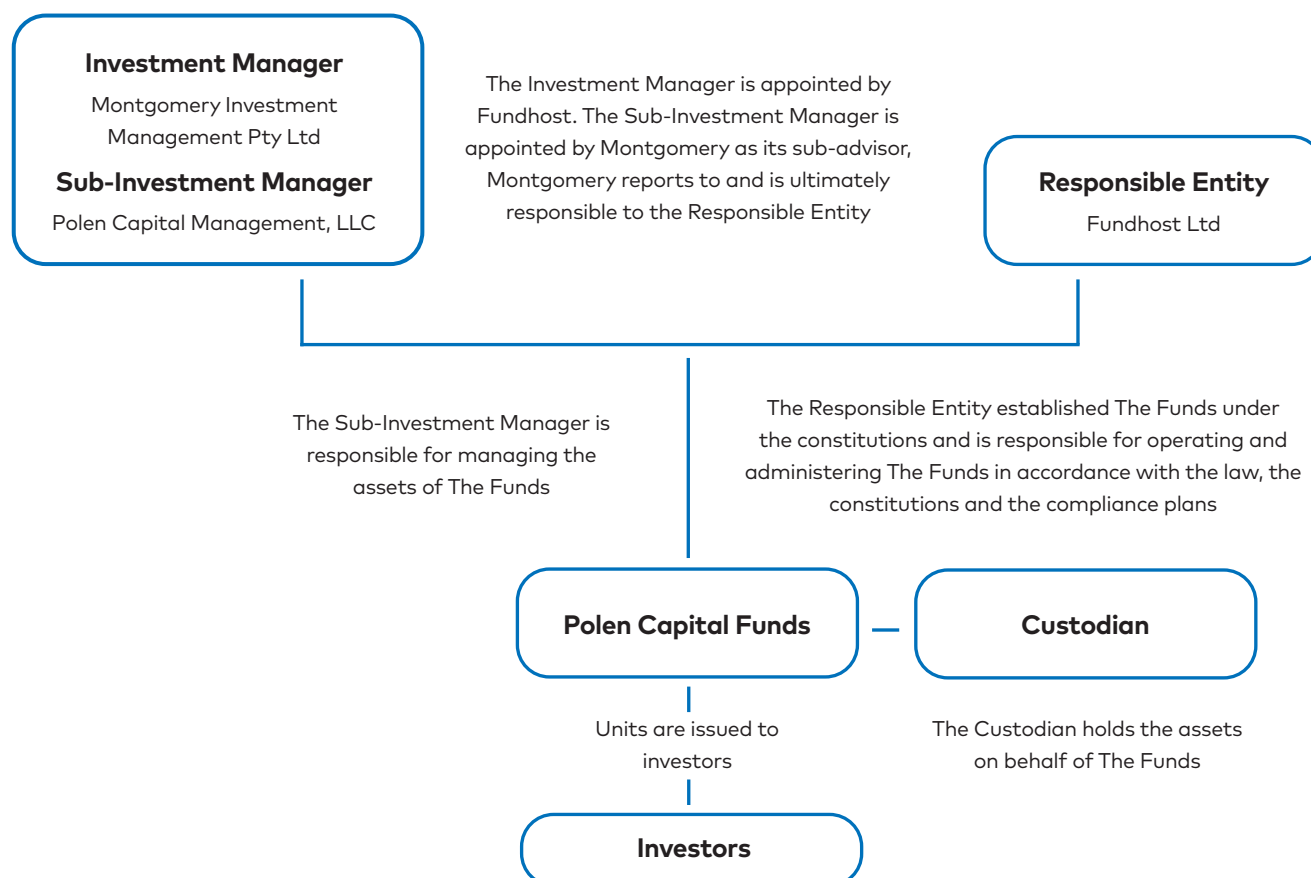 Investment Manager
Montgomery Investment
Management Pty Ltd
Sub-Investment Manager
Polen Capital Management, LLC
The Investment Manager is appointed by
Fundhost. The Sub-Investment Manager is
appointed by Montgomery as its sub-advisor,
Montgomery reports to and is ultimately
responsible to the Responsible Entity
Responsible Entity
Fundhost Ltd
The Sub-Investment Manager is
responsible for managing the
assets of The Funds
The Responsible Entity established The Funds under
the constitutions and is responsible for operating and
administering The Funds in accordance with the law, the
constitutions and the compliance plans
Polen Capital Funds
Custodian
Units are issued to
investors
The Custodian holds the assets
on behalf of The Funds
Investors